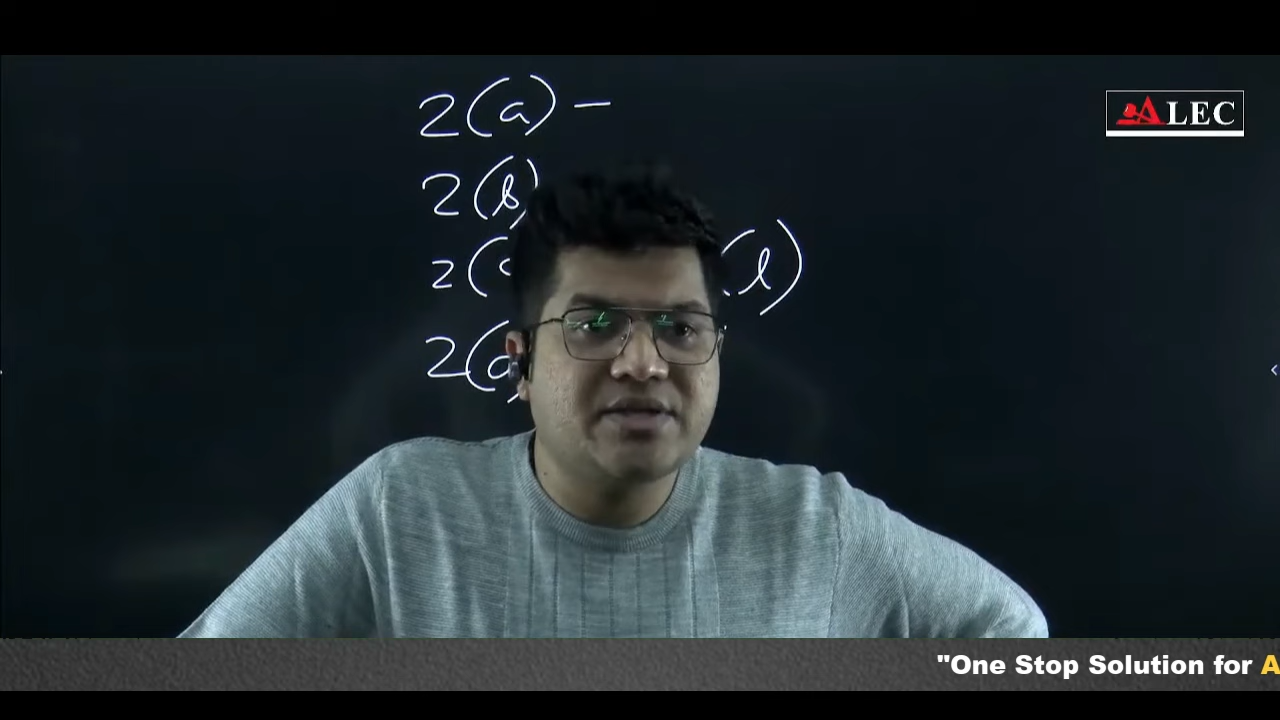 2(a) –
ALEC
2(b)
2( (l)
2(a
"One Stop Solution for A